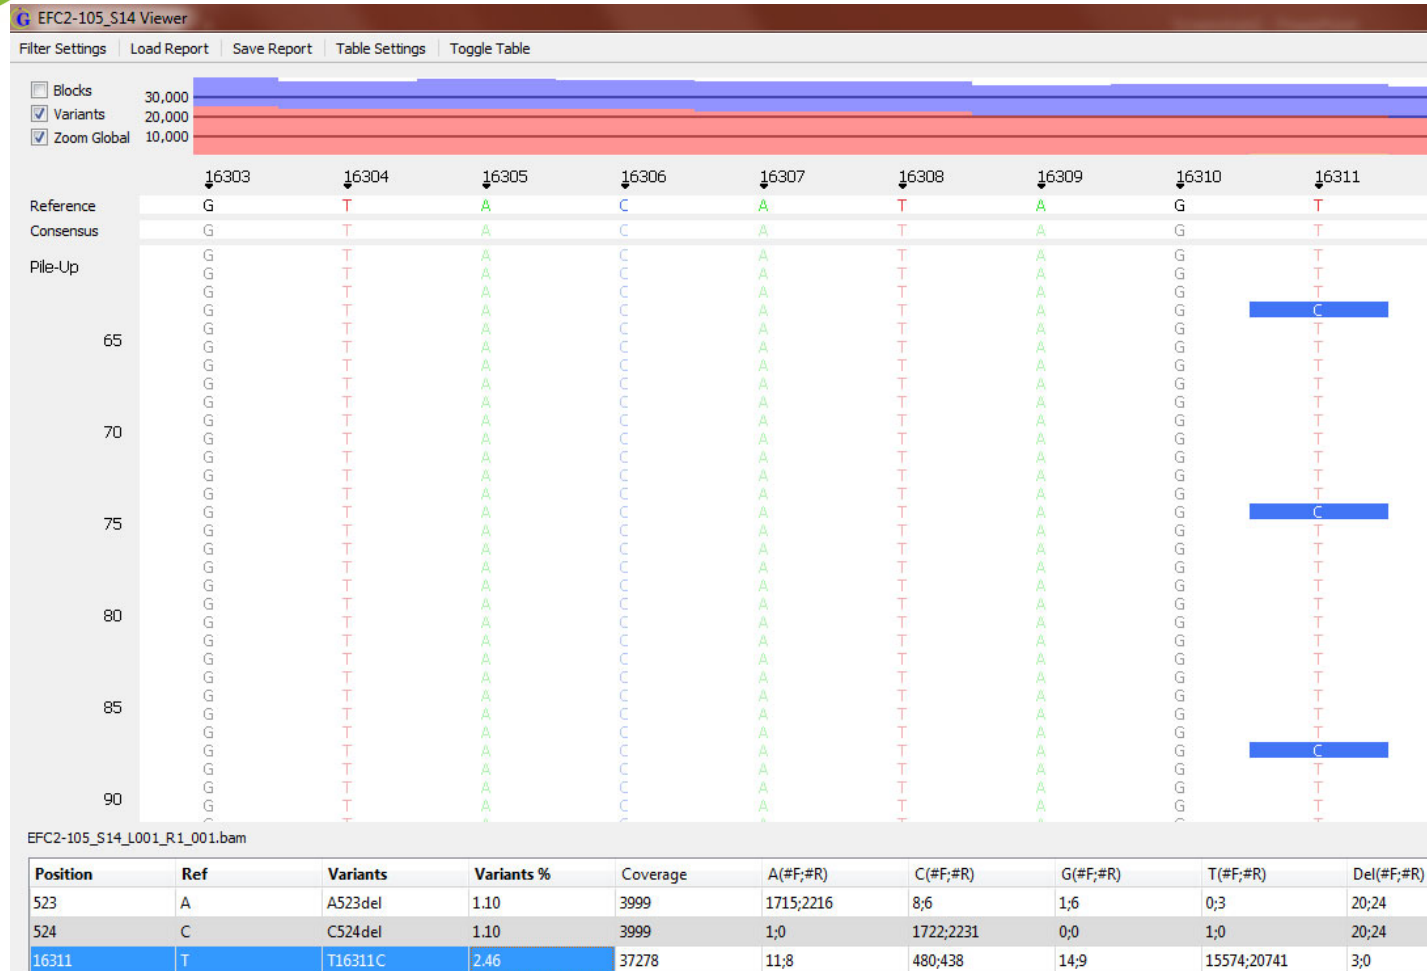 EFC2-105_S14 Viewer
Filter Settings Load Report Save Report Table Settings Toggle Table
Blocks
Variants
Zoom Global
30,000
20,000
10,000
16303 16304 16305 16306 16307 16308 16309 16310 16311
Reference G T A C A T A G T
Consensus G T A C A T A G T
Pile-Up G T A C A T A G T
G T A C A T A G T
G T A C A T A G T
G T A C A T A G C
G T A C A T A G T
65 G T A C A T A G T
G T A C A T A G T
G T A C A T A G T
G T A C A T A G T
G T A C A T A G T
70 G T A C A T A G T
G T A C A T A G T
G T A C A T A G T
G T A C A T A G T
G T A C A T A G C
75 G T A C A T A G T
G T A C A T A G T
G T A C A T A G T
G T A C A T A G T
G T A C A T A G T
80 G T A C A T A G T
G T A C A T A G T
G T A C A T A G T
G T A C A T A G T
G T A C A T A G T
85 G T A C A T A G T
G T A C A T A G T
G T A C A T A G C
G T A C A T A G T
G T A C A T A G T
90 G T A C A T A G T
EFC2-105_S14_L001_R1_001.bam
Position Ref Variants Variants % Coverage A(#F;#R) C(#F;#R) G(#F;#R) T(#F;#R) Del(#F;#R)
523 A A523del 1.10 3999 1715;2216 8;6 1;6 0;3 20;24
524 C C524del 1.10 3999 1;0 1722;2231 0;0 1;0 20;24
16311 T T16311C 2.46 37278 11;8 480;438 14;9 15574;20741 3;0